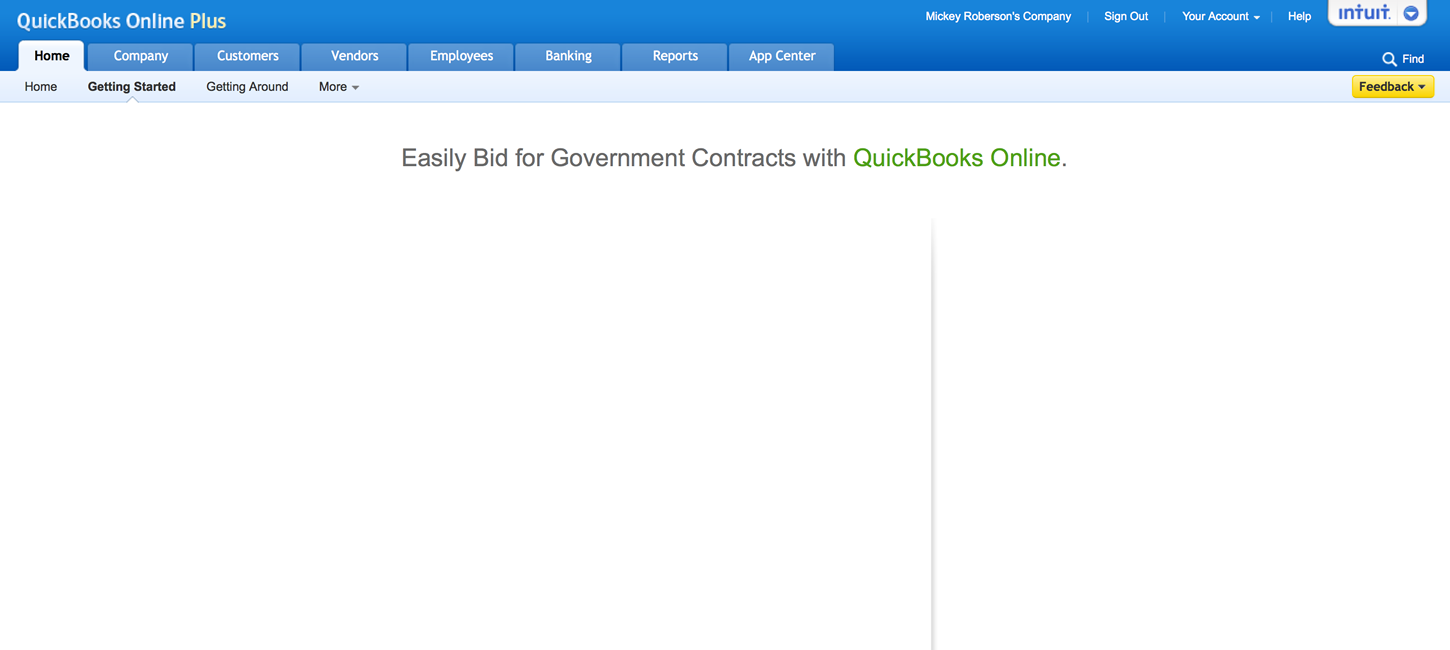 QuickBooks Online Plus
Mickey Roberson's Company | Sign Out | Your Account | Help
intuit.
Home Company Customers Vendors Employees Banking Reports App Center
Find
Home Getting Started Getting Around More
Feedback
Easily Bid for Government Contracts with QuickBooks Online.